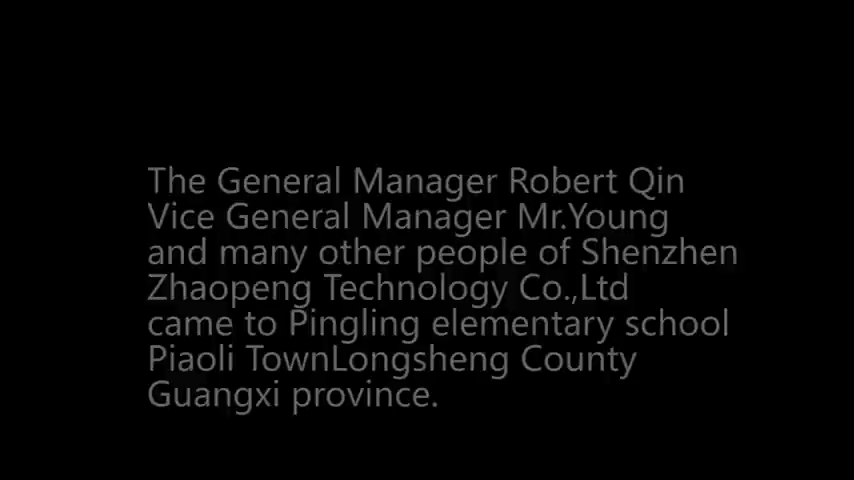 The General Manager Robert Qin
Vice General Manager Mr.Young
and many other people of Shenzhen
Zhaopeng Technology Co.,Ltd
came to Pingling elementary school
Piaoli TownLongsheng County
Guangxi province.